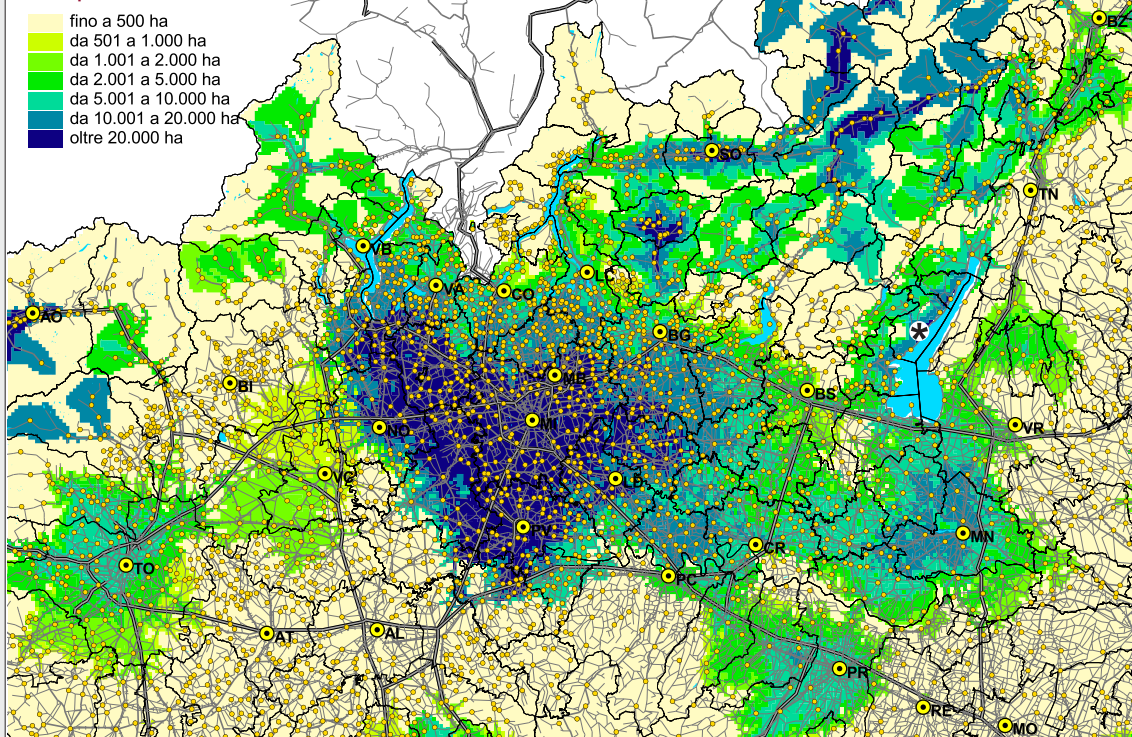 fino a 500 ha
da 501 a 1.000 ha
da 1.001 a 2.000 ha
da 2.001 a 5.000 ha
da 5.001 a 10.000 ha
da 10.001 a 20.000 ha
oltre 20.000 ha
BZ
SO
TN
VB
LC
VA
CO
AO
*
BG
MB
BI
BS
NO
MI
VR
VC
LO
PV
MN
CR
TO
PC
AT
AL
PR
RE
MO